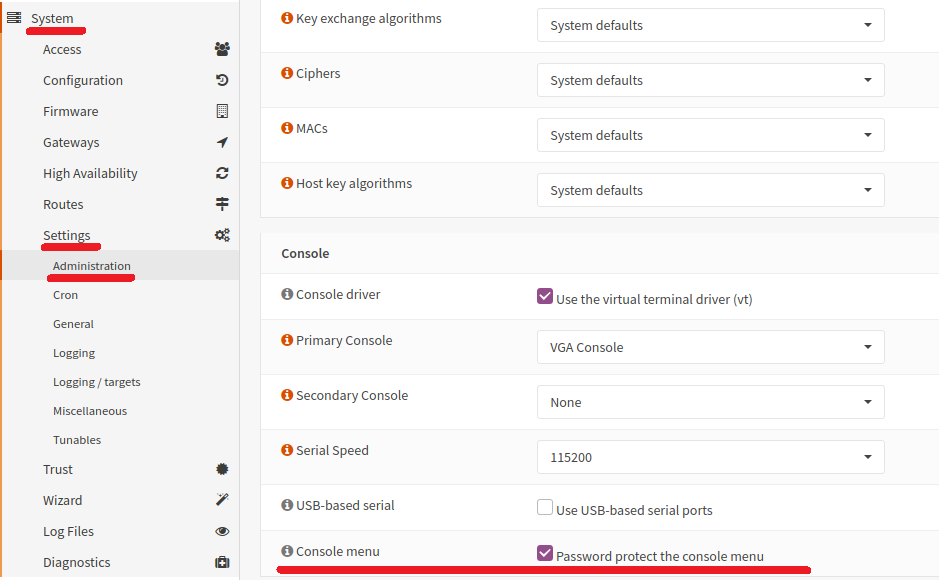 System
Access
Configuration
Firmware
Gateways
High Availability
Routes
Settings
Administration
Cron
General
Logging
Logging / targets
Miscellaneous
Tunables
Trust
Wizard
Log Files
Diagnostics
Key exchange algorithms System defaults
Ciphers System defaults
MACs System defaults
Host key algorithms System defaults
Console
Console driver Use the virtual terminal driver (vt)
Primary Console VGA Console
Secondary Console None
Serial Speed 115200
USB-based serial Use USB-based serial ports
Console menu Password protect the console menu